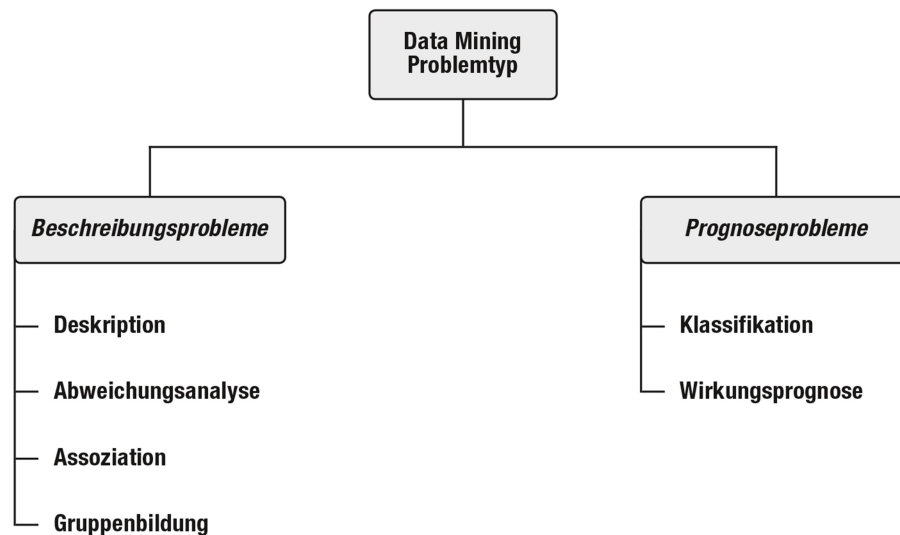 Data Mining
Problemtyp
Beschreibungsprobleme
Prognoseprobleme
Deskription
Klassifikation
Abweichungsanalyse
Wirkungsprognose
Assoziation
Gruppenbildung